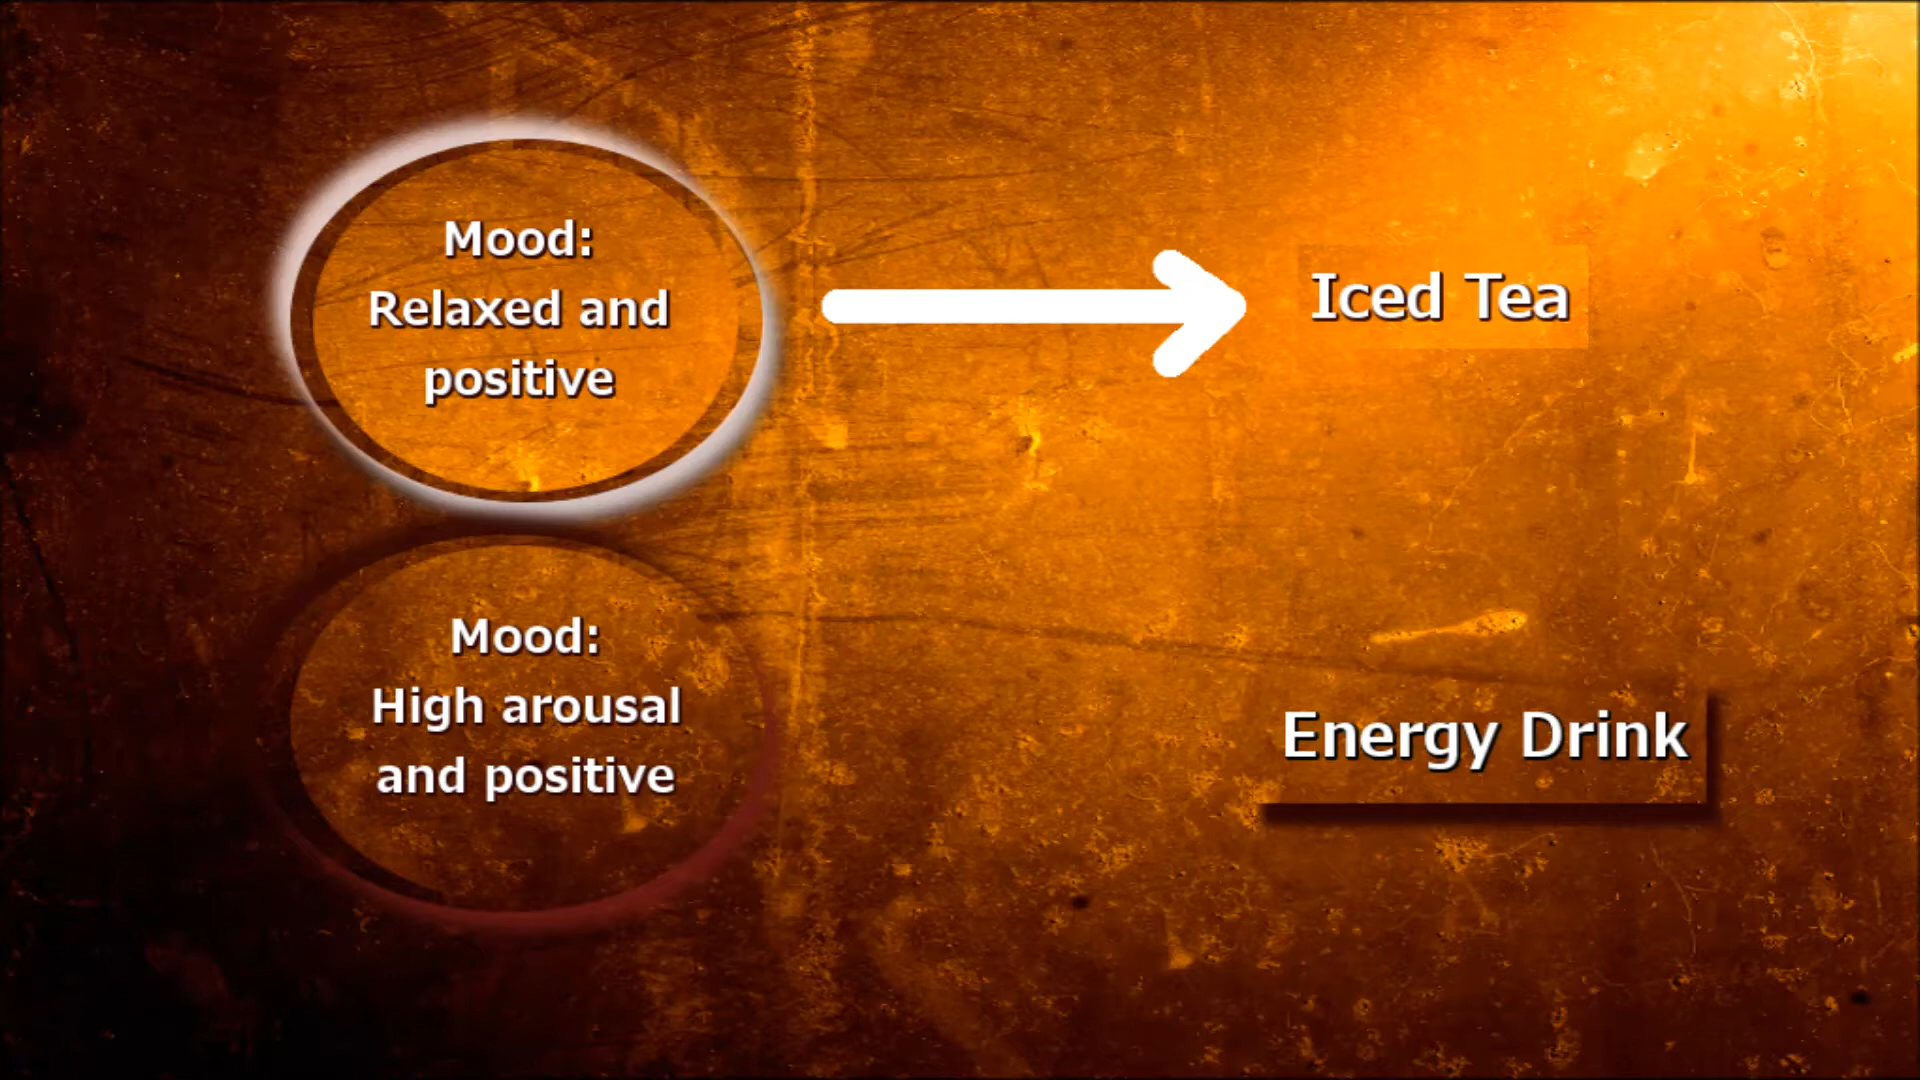 Mood:
Relaxed and
positive
Iced Tea
Mood:
High arousal
and positive
Energy Drink